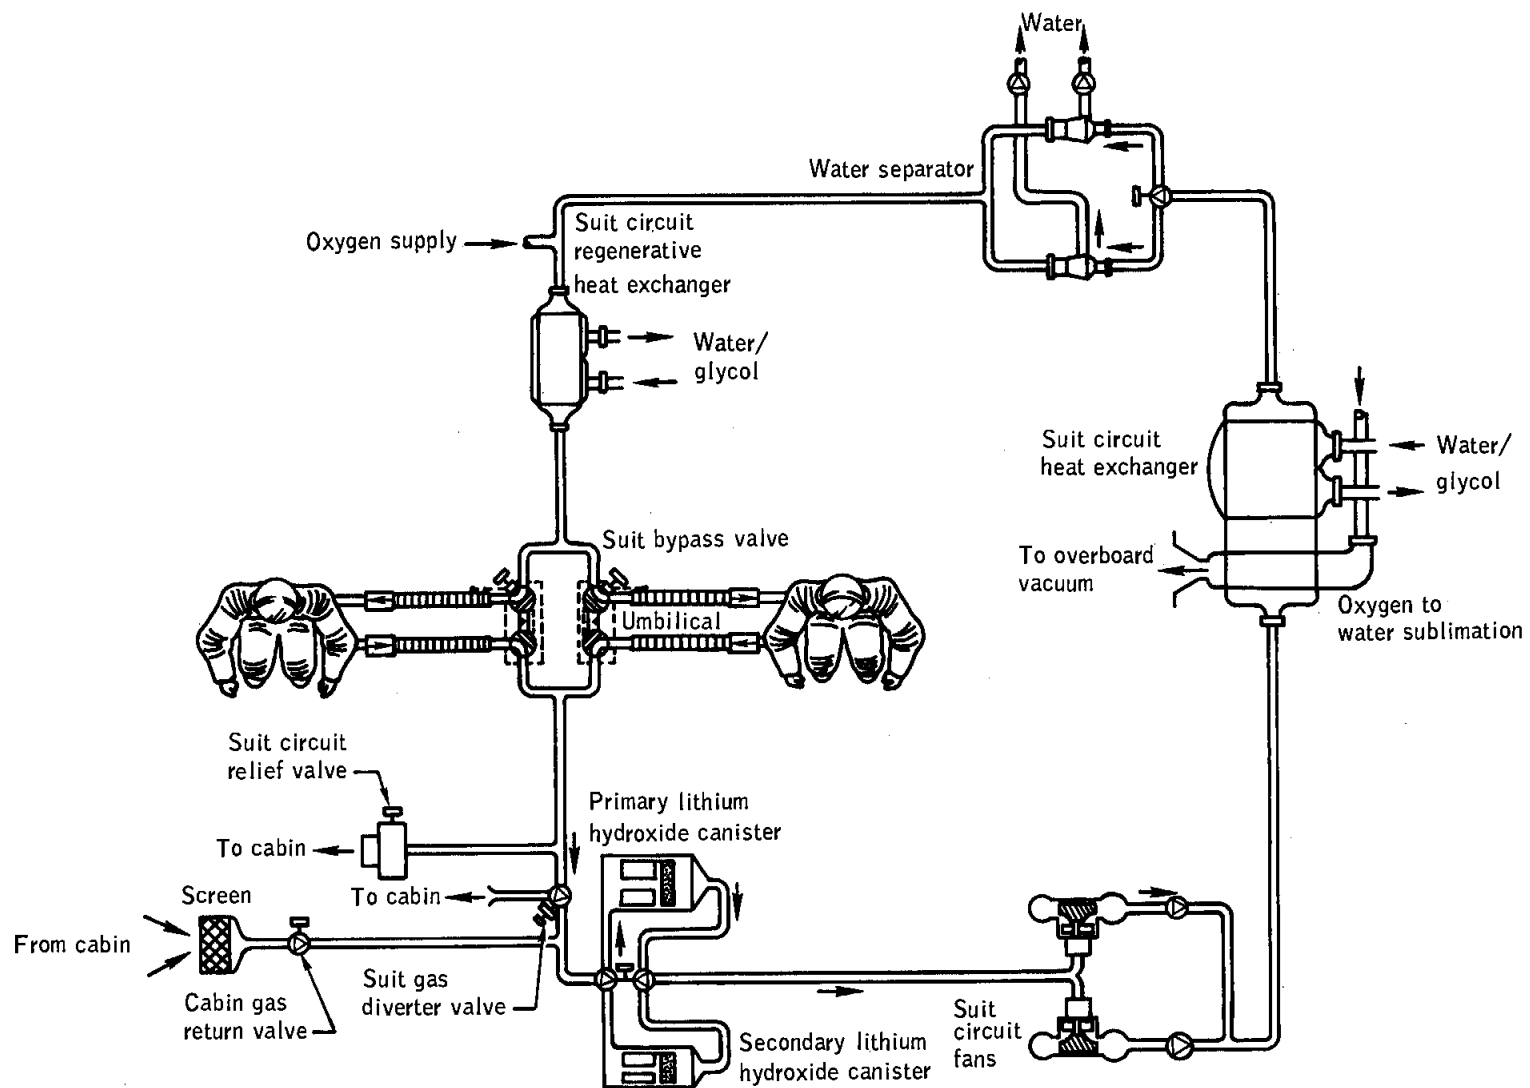 Water
Water separator
Oxygen supply
Suit circuit
regenerative
heat exchanger
Water/
glycol
Suit circuit
heat exchanger
Water/
glycol
Suit bypass valve
To overboard
vacuum
Umbilical
Oxygen to
water sublimation
Suit circuit
relief valve
Primary lithium
hydroxide canister
To cabin
To cabin
Screen
From cabin
Cabin gas
return valve
Suit gas
diverter valve
Suit
circuit
fans
Secondary lithium
hydroxide canister